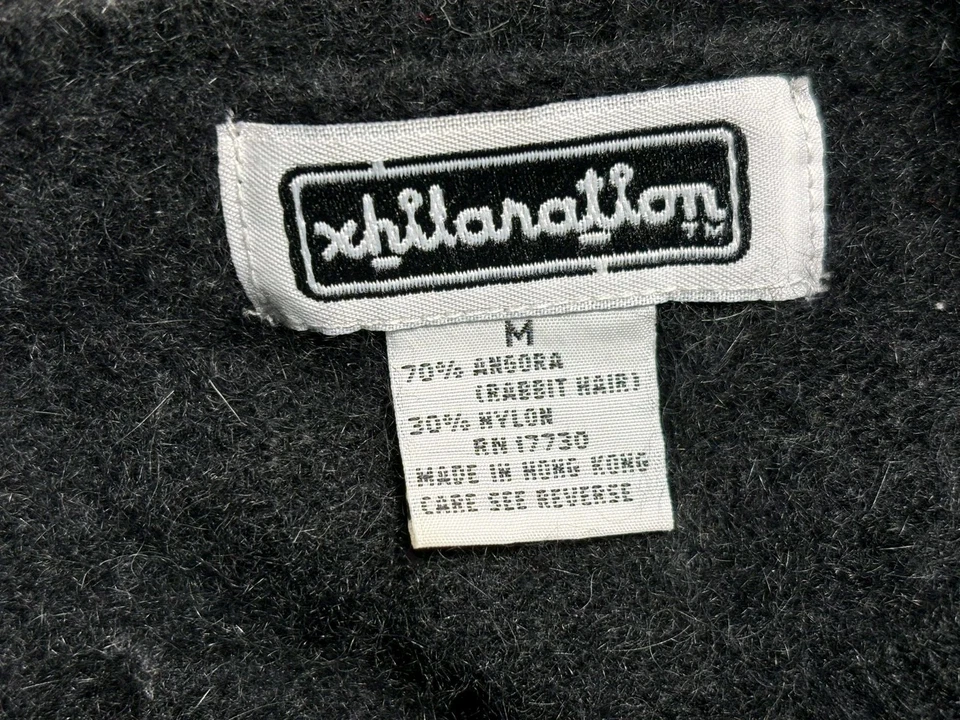 xhilaration
TM
M
70% ANGORA
(RABBIT HAIR)
30% NYLON
RN 17730
MADE IN HONG KONG
CARE SEE REVERSE